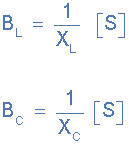 B_L = 1/X_L [S]
B_C = 1/X_C [S]